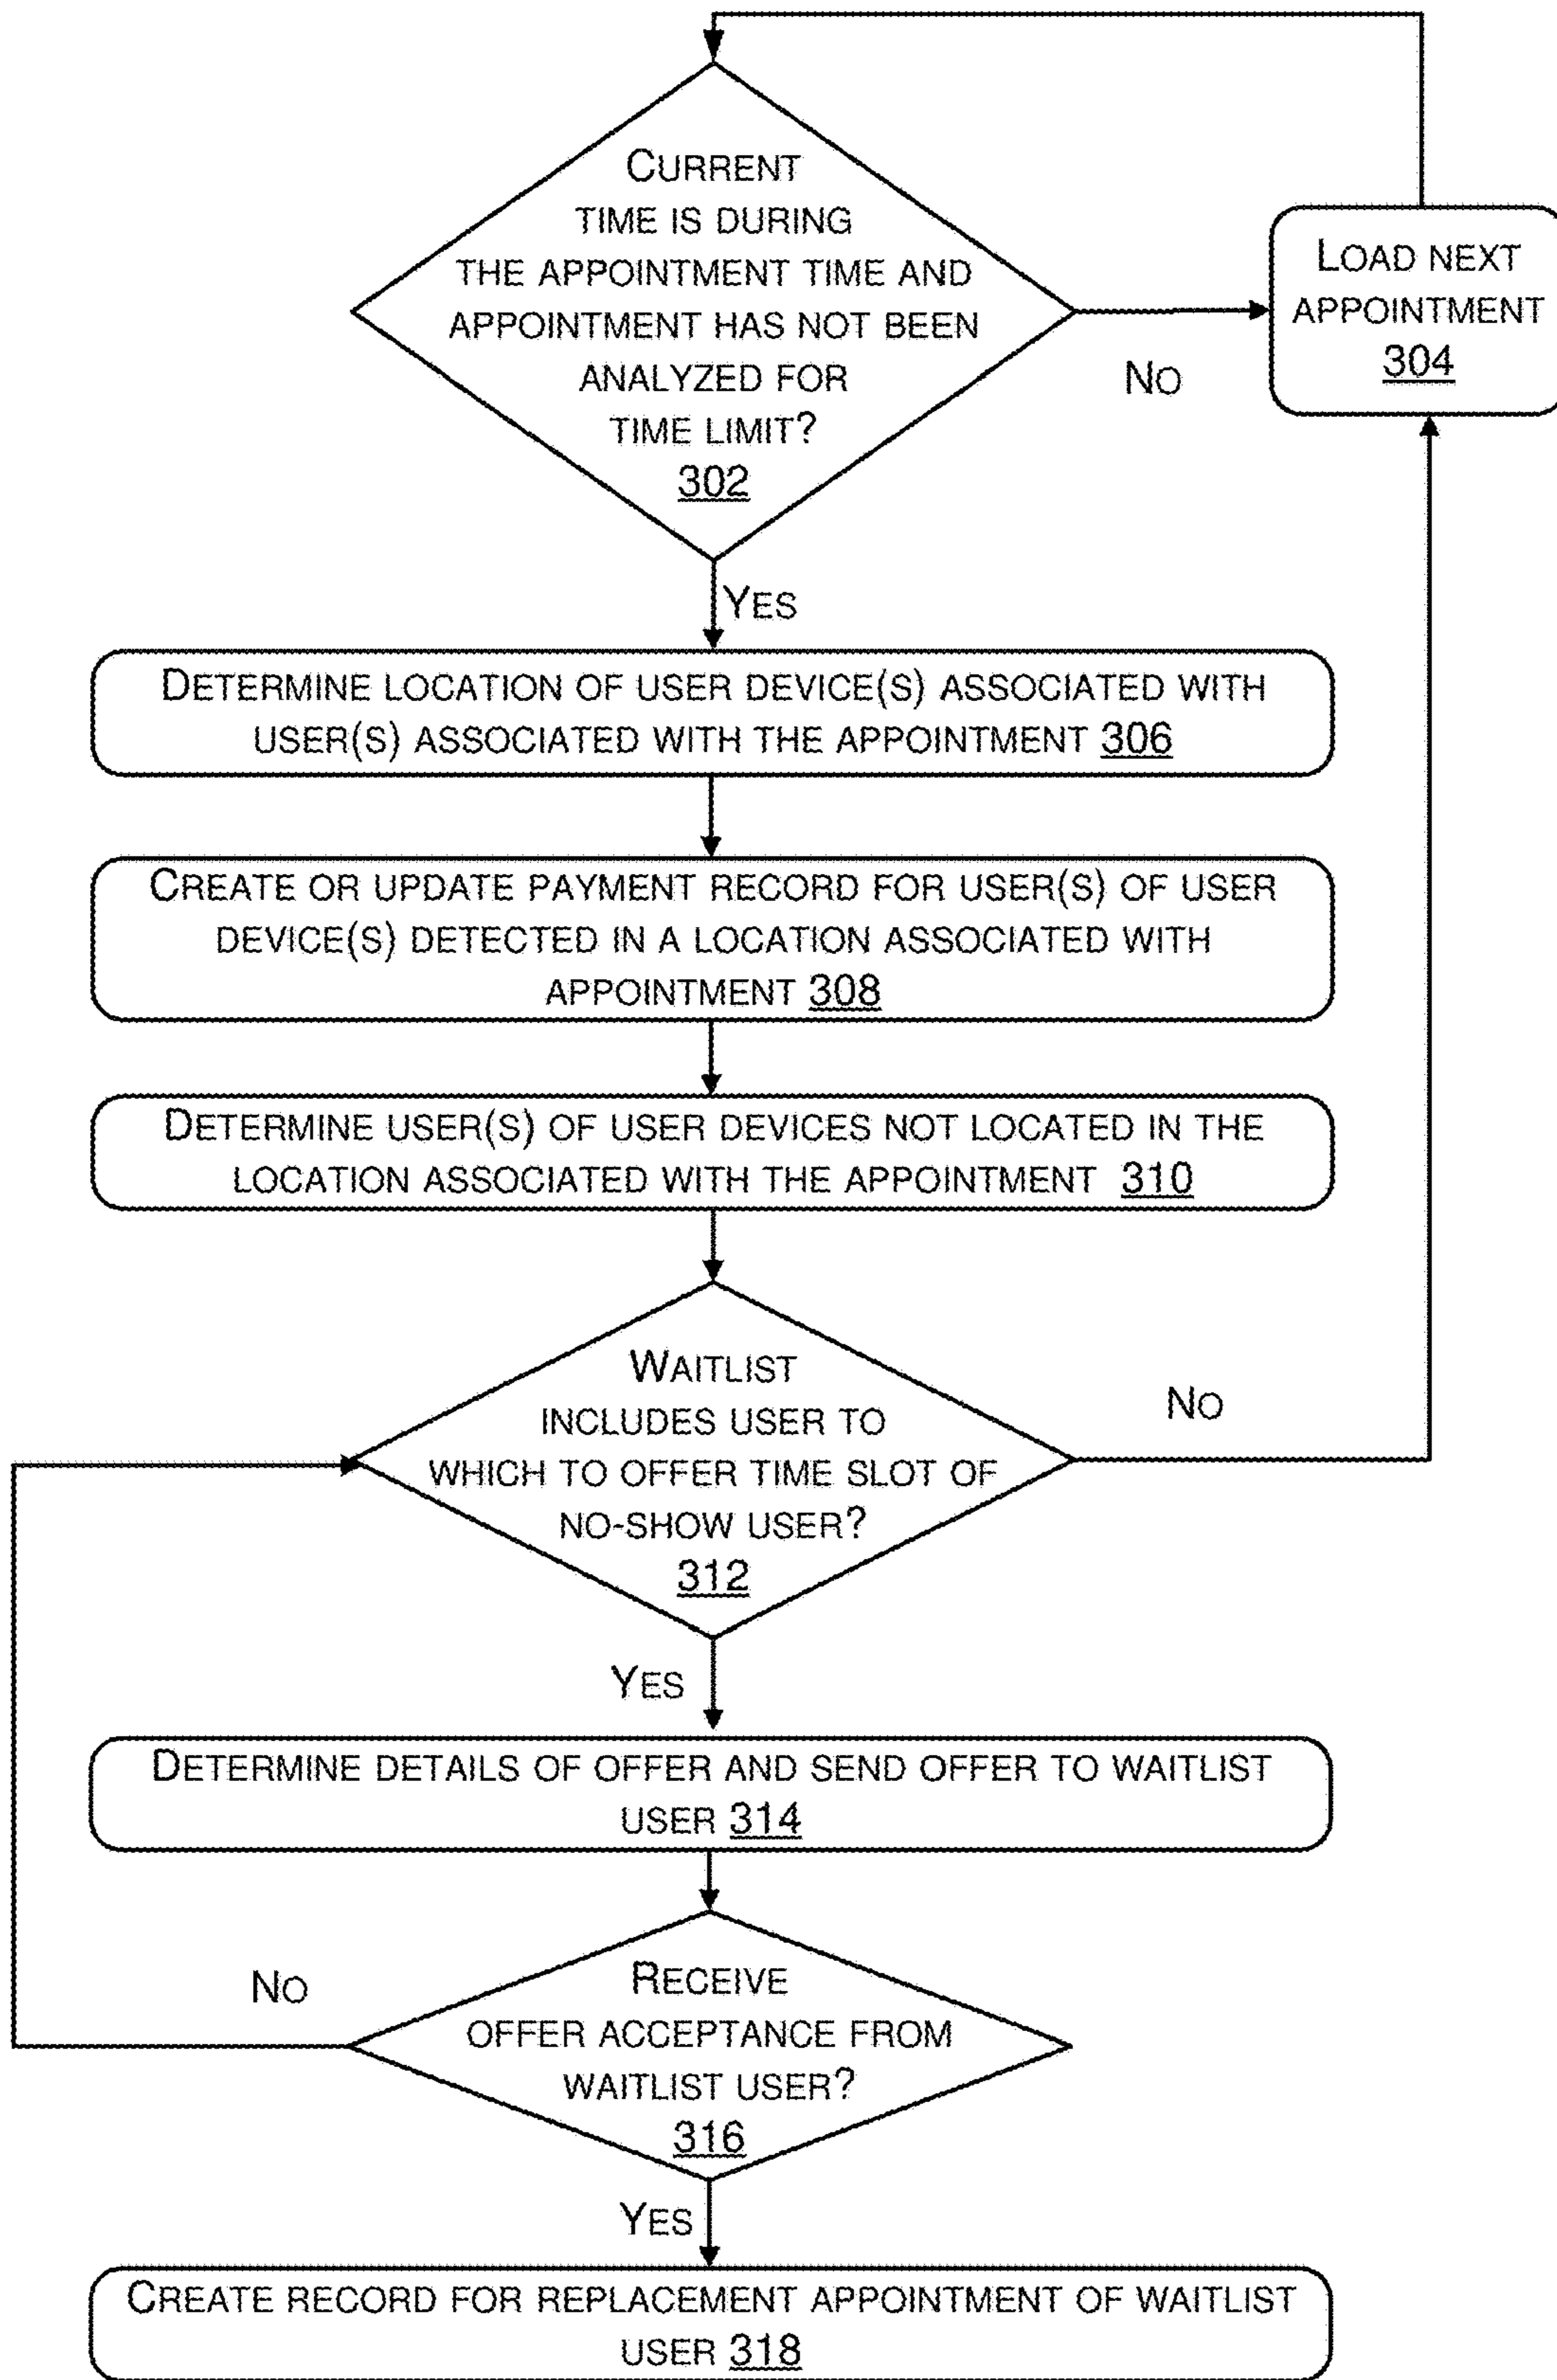 CURRENT
TIME IS DURING
THE APPOINTMENT TIME AND
APPOINTMENT HAS NOT BEEN
ANALYZED FOR
TIME LIMIT?
302
NO
LOAD NEXT
APPOINTMENT
304
YES
DETERMINE LOCATION OF USER DEVICE(S) ASSOCIATED WITH
USER(S) ASSOCIATED WITH THE APPOINTMENT 306
CREATE OR UPDATE PAYMENT RECORD FOR USER(S) OF USER
DEVICE(S) DETECTED IN A LOCATION ASSOCIATED WITH
APPOINTMENT 308
DETERMINE USER(S) OF USER DEVICES NOT LOCATED IN THE
LOCATION ASSOCIATED WITH THE APPOINTMENT 310
WAITLIST
INCLUDES USER TO
WHICH TO OFFER TIME SLOT OF
NO-SHOW USER?
312
NO
YES
DETERMINE DETAILS OF OFFER AND SEND OFFER TO WAITLIST
USER 314
RECEIVE
OFFER ACCEPTANCE FROM
WAITLIST USER?
316
NO
YES
CREATE RECORD FOR REPLACEMENT APPOINTMENT OF WAITLIST
USER 318